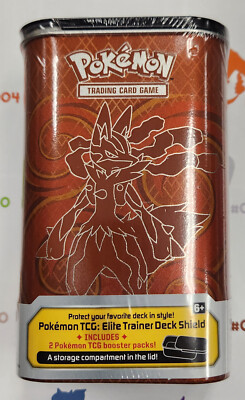 POKÉMON
TRADING CARD GAME
Protect your favorite deck in style!
Pokémon TCG: Elite Trainer Deck Shield
6+
• INCLUDES •
2 Pokémon TCG booster packs!
A storage compartment in the lid!